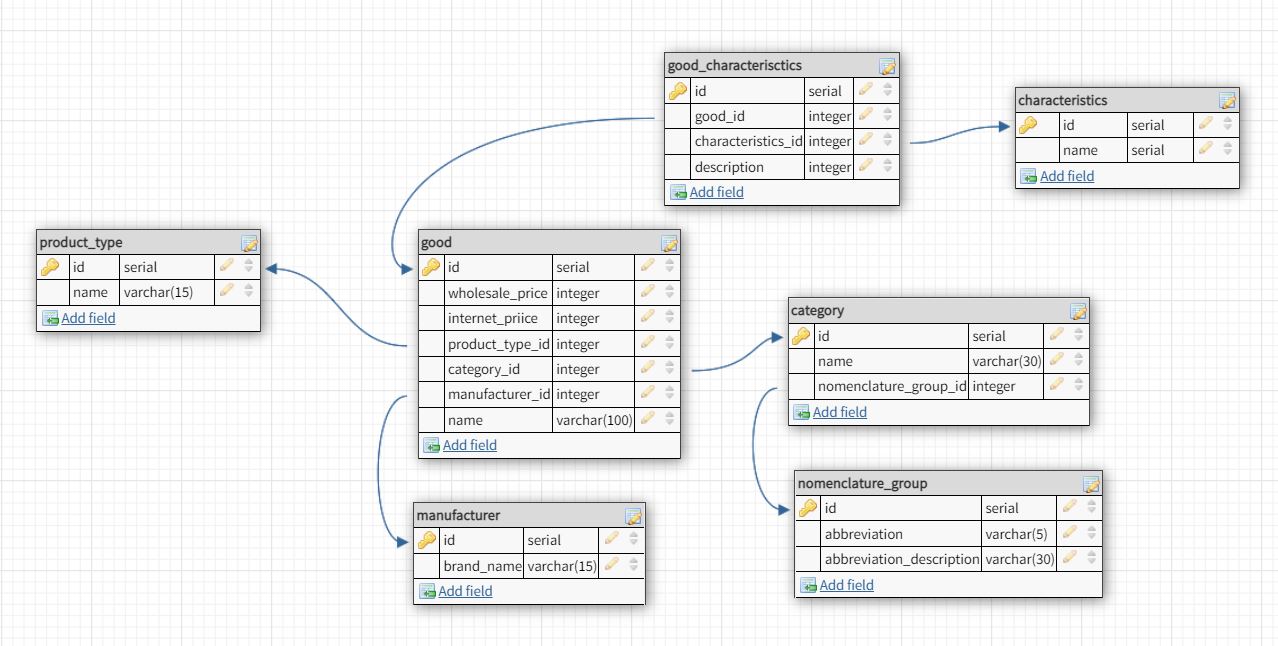 good_characterisctics
id serial
good_id integer
characteristics_id integer
description integer
Add field
characteristics
id serial
name serial
Add field
product_type
id serial
name varchar(15)
Add field
good
id serial
wholesale_price integer
internet_priice integer
product_type_id integer
category_id integer
manufacturer_id integer
name varchar(100)
Add field
category
id serial
name varchar(30)
nomenclature_group_id integer
Add field
manufacturer
id serial
brand_name varchar(15)
Add field
nomenclature_group
id serial
abbreviation varchar(5)
abbreviation_description varchar(30)
Add field